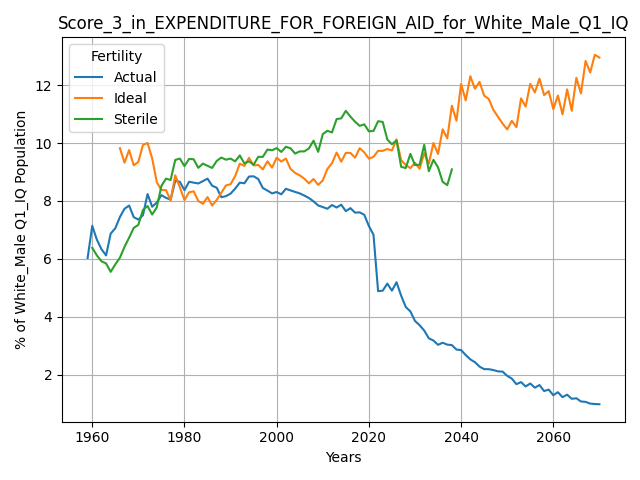 Score_3_in_EXPENDITURE_FOR_FOREIGN_AID_for_White_Male_Q1_IQ
Fertility
Actual
Ideal
Sterile
% of White_Male Q1_IQ Population
12
10
8
6
4
2
1960
1980
2000
2020
2040
2060
Years